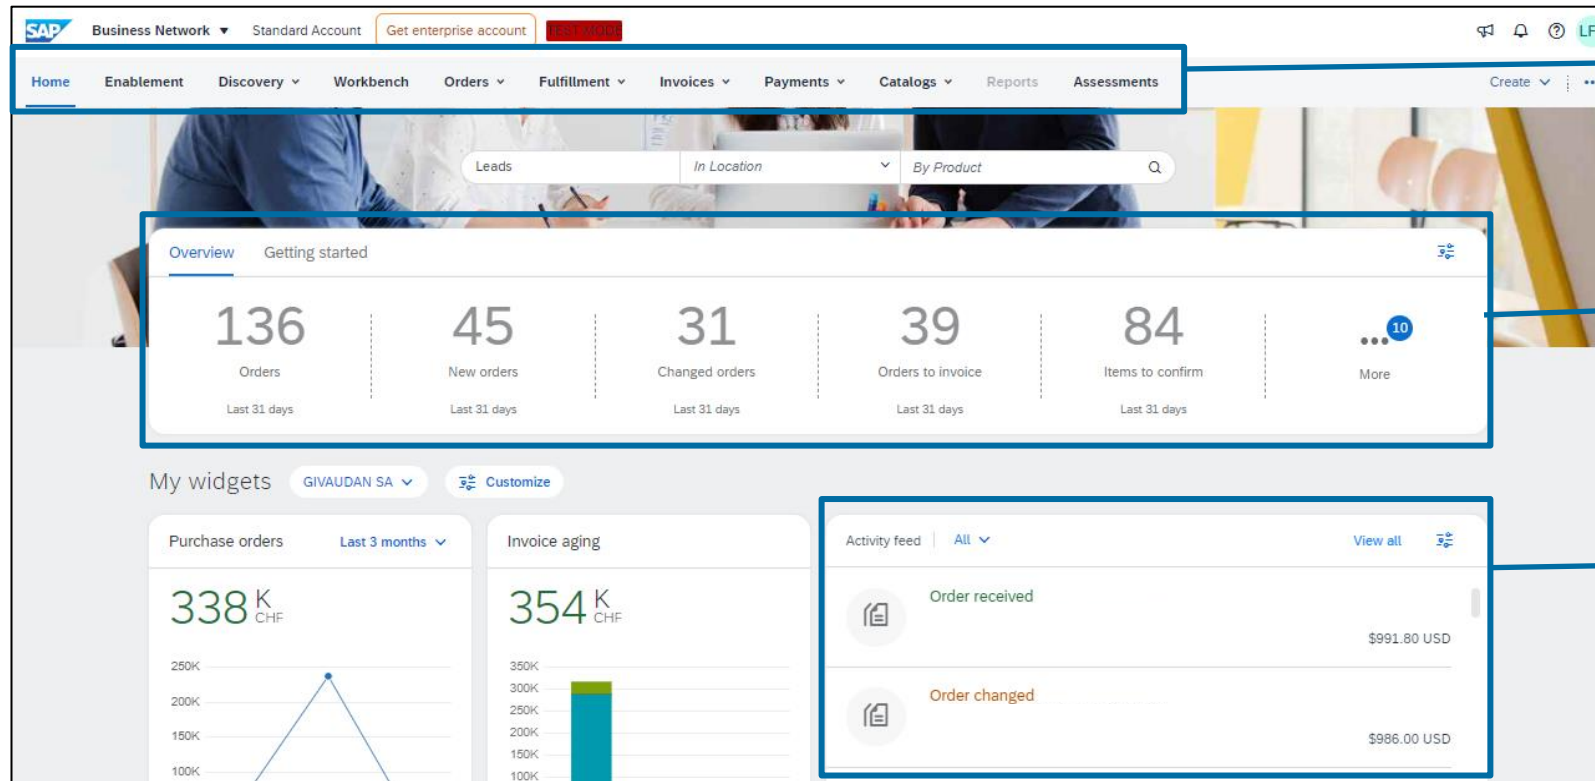 SAP Business Network Standard Account Get enterprise account TEST MODE LF
Home Enablement Discovery Workbench Orders Fulfillment Invoices Payments Catalogs Reports Assessments Create
Leads In Location By Product
Overview Getting started
136 45 31 39 84 10
Orders New orders Changed orders Orders to invoice Items to confirm More
Last 31 days Last 31 days Last 31 days Last 31 days Last 31 days
My widgets GIVAUDAN SA Customize
Purchase orders Last 3 months
338 K CHF
250K
200K
150K
100K
Invoice aging
354 K CHF
350K
300K
250K
200K
150K
100K
Activity feed All View all
Order received
$991.80 USD
Order changed
$986.00 USD